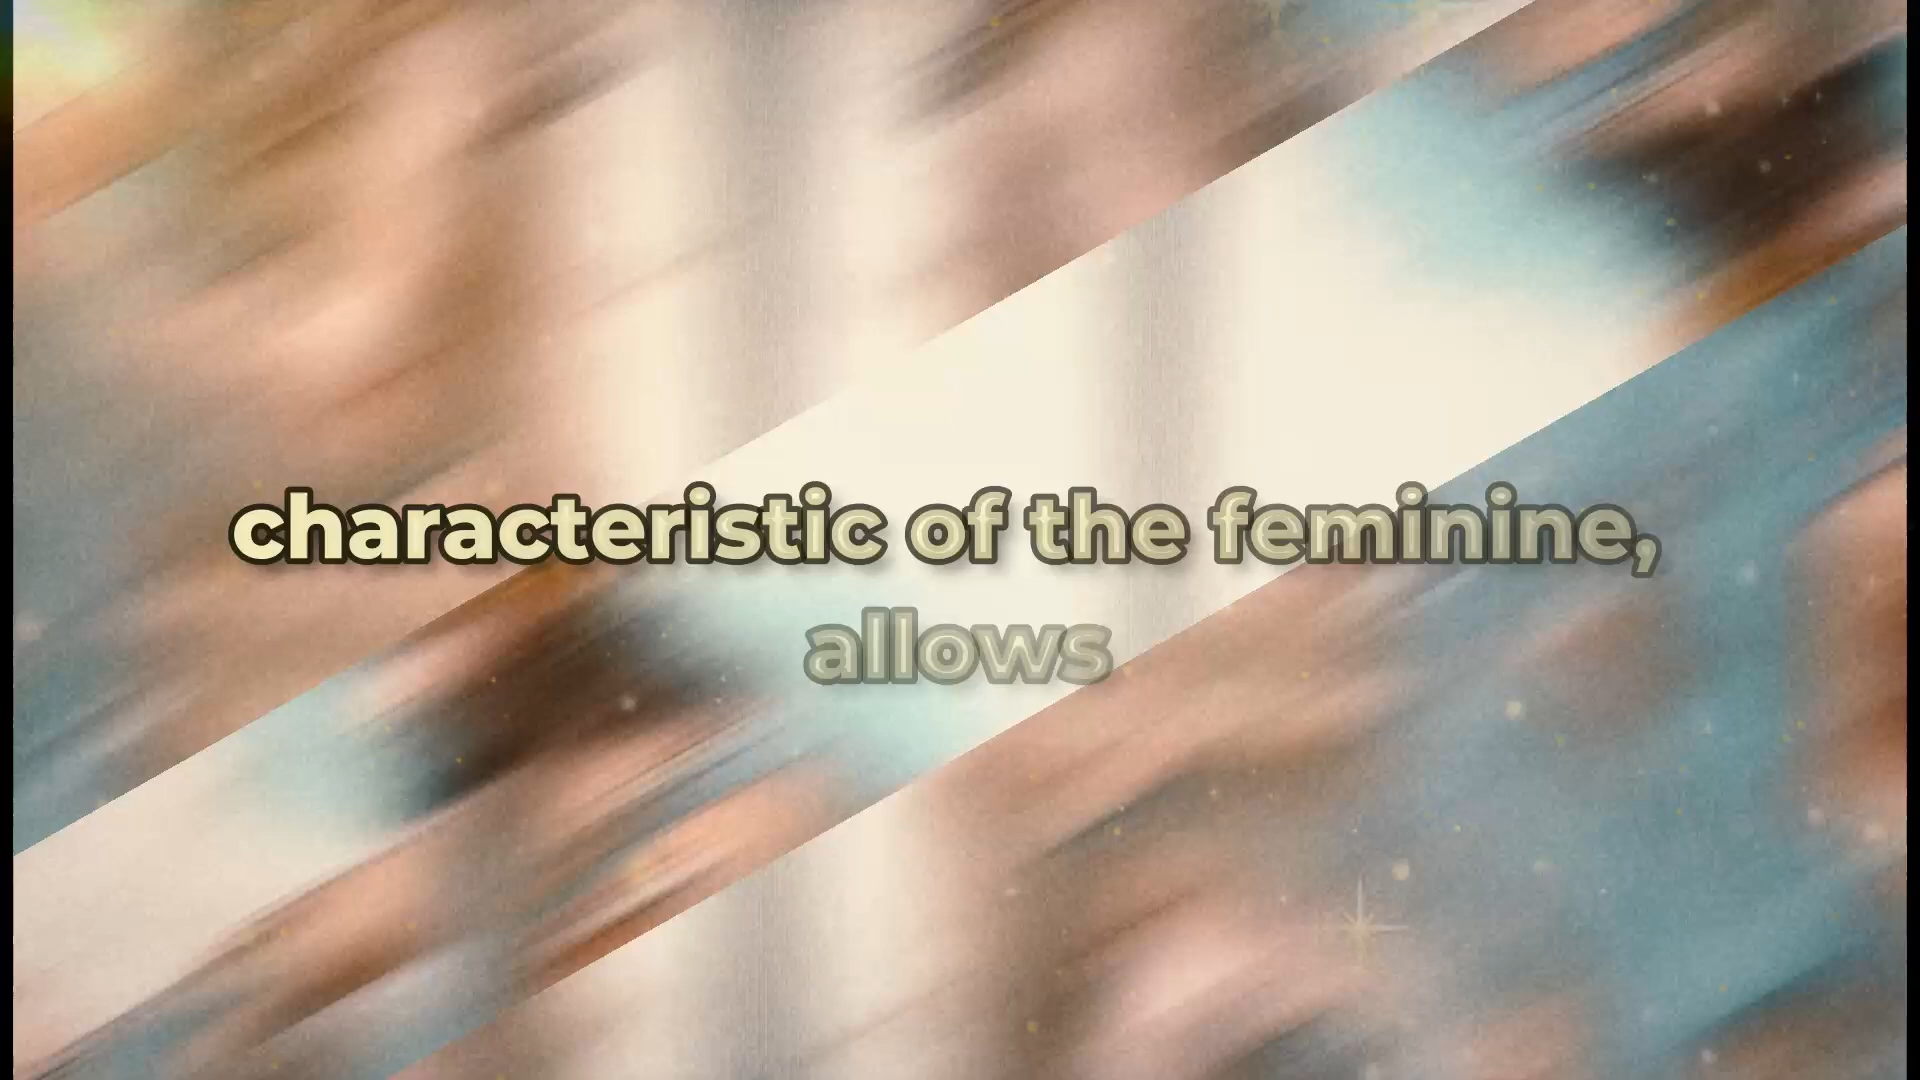 characteristic of the feminine,
allows